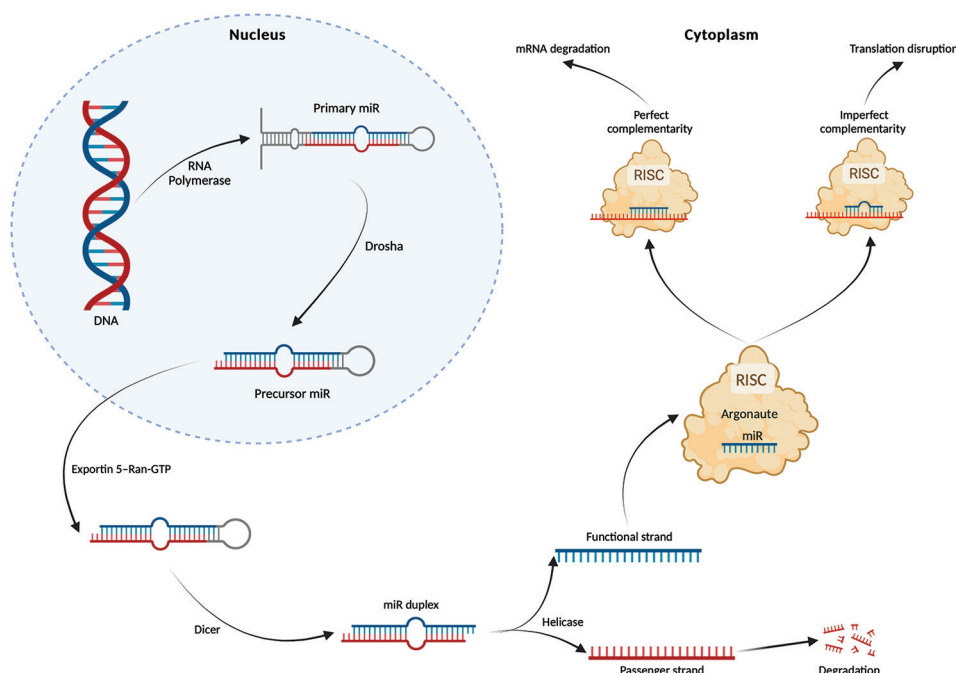 Nucleus
Cytoplasm
mRNA degradation
Translation disruption
Primary miR
Perfect
complementarity
Imperfect
complementarity
RNA
Polymerase
RISC
RISC
Drosha
DNA
Precursor miR
RISC
Argonaute
miR
Exportin 5–Ran-GTP
Functional strand
miR duplex
Dicer
Helicase
Passenger strand
Degradation